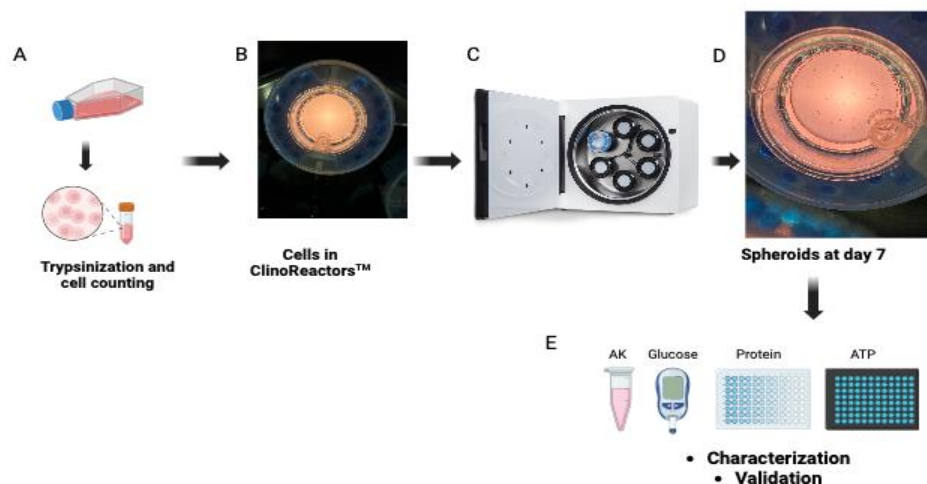 A
B
C
D
Trypsinization and
cell counting
Cells in
ClinoReactors™
Spheroids at day 7
E
AK
Glucose
Protein
ATP
• Characterization
• Validation